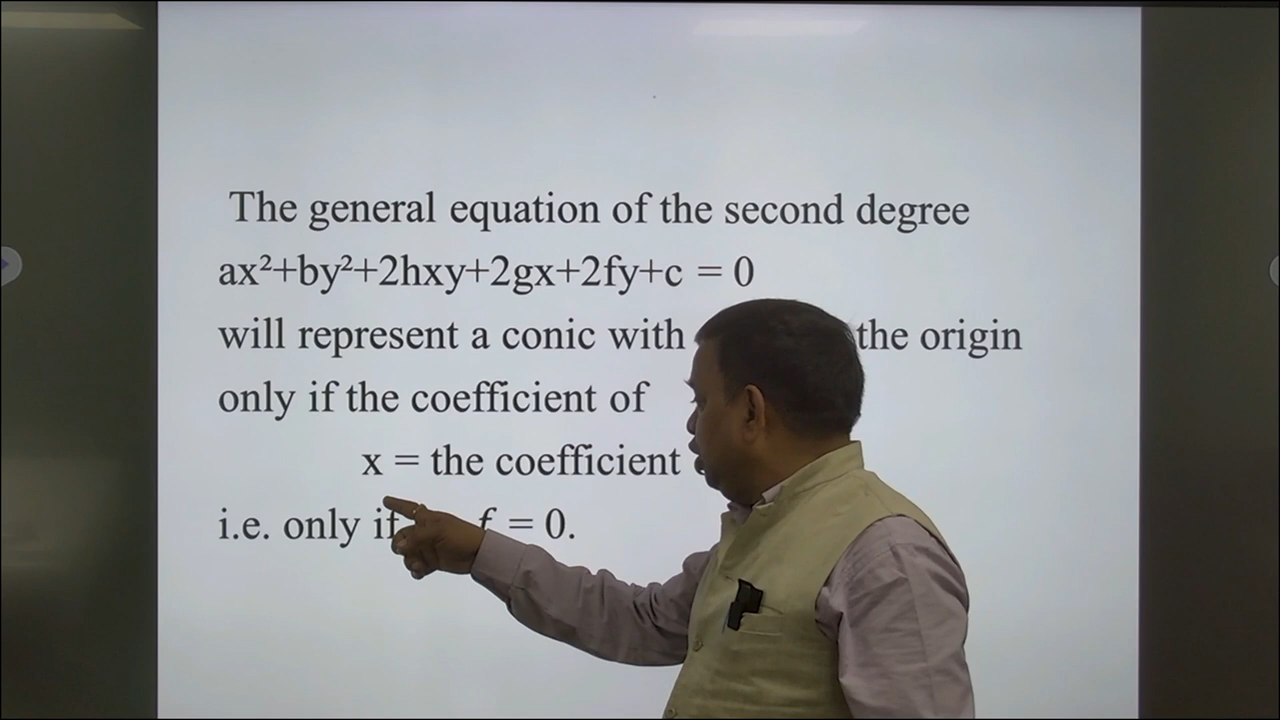 The general equation of the second degree
ax²+by²+2hxy+2gx+2fy+c = 0
will represent a conic with the origin
only if the coefficient of
x = the coefficient
i.e. only if f = 0.